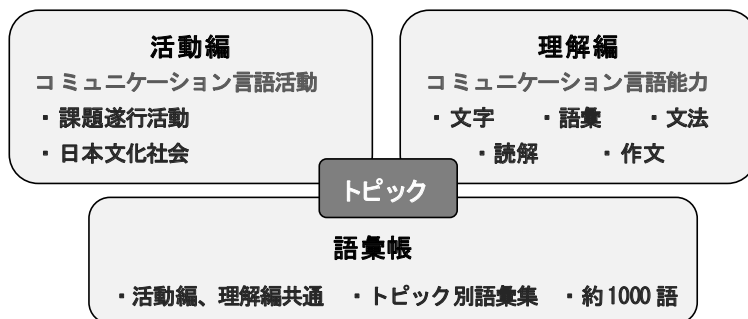 活動編
コミュニケーション言語活動
・課題遂行活動
・日本文化社会
理解編
コミュニケーション言語能力
・文字 ・語彙 ・文法
・読解 ・作文
トピック
語彙帳
・活動編、理解編共通 ・トピック別語彙集 ・約1000語